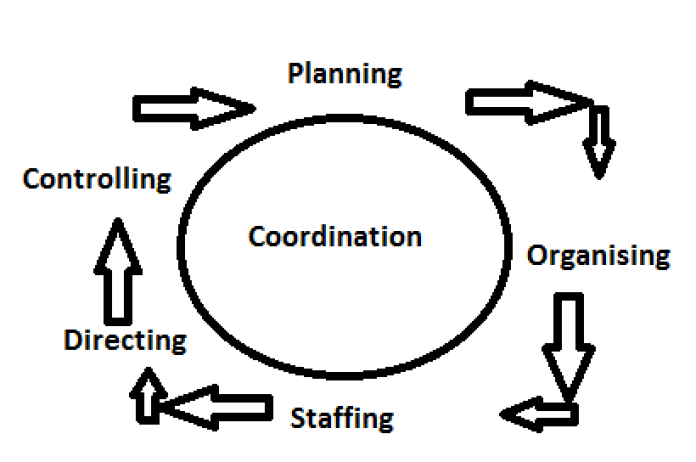 Planning
Controlling
Coordination
Organising
Directing
Staffing